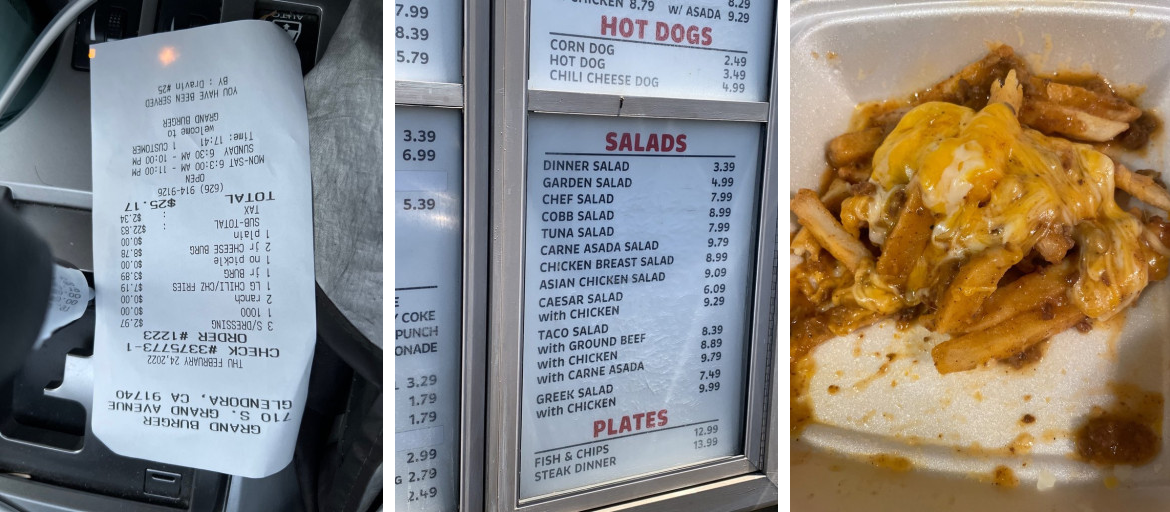 GRAND BURGER
710 S. GRAND AVENUE
GLENDORA, CA 91740
THU FEBRUARY 24,2022
CHECK #33757773-1
ORDER #1223
3 S/DRESSING $2.97
1 1000 $0.00
2 ranch $0.00
1 LG CHILI/CHZ FRIES $7.19
1 jr BURG $3.89
1 no pickle $0.00
2 jr CHEESE BURG $8.78
1 plain $0.00
SUB-TOTAL : $22.83
TAX : $2.34
TOTAL $25.17
(626) 914-9126
OPEN
MON-SAT 6:3:00 AM - 11:00 PM
SUNDAY 6:30 AM - 10:00 PM
Time: 17:41 1 CUSTOMER
Welcome to
GRAND BURGER
YOU HAVE BEEN SERVED
BY: Dravin #25
7.99
8.39
5.79
3.39
6.99
5.39
COKE
PUNCH
3.29
1.79
1.79
2.99
2.79
2.49
CHICKEN 8.79 W/ ASADA 9.29
8.29
HOT DOGS
CORN DOG 2.49
HOT DOG 3.49
CHILI CHEESE DOG 4.99
SALADS
DINNER SALAD 3.39
GARDEN SALAD 4.99
CHEF SALAD 7.99
COBB SALAD 8.99
TUNA SALAD 7.99
CARNE ASADA SALAD 9.79
CHICKEN BREAST SALAD 8.99
ASIAN CHICKEN SALAD 9.09
CAESAR SALAD 6.09
with CHICKEN 9.29
TACO SALAD
with GROUND BEEF 8.39
with CHICKEN 8.89
with CARNE ASADA 9.79
GREEK SALAD 7.49
with CHICKEN 9.99
PLATES
FISH & CHIPS 12.99
STEAK DINNER 13.99